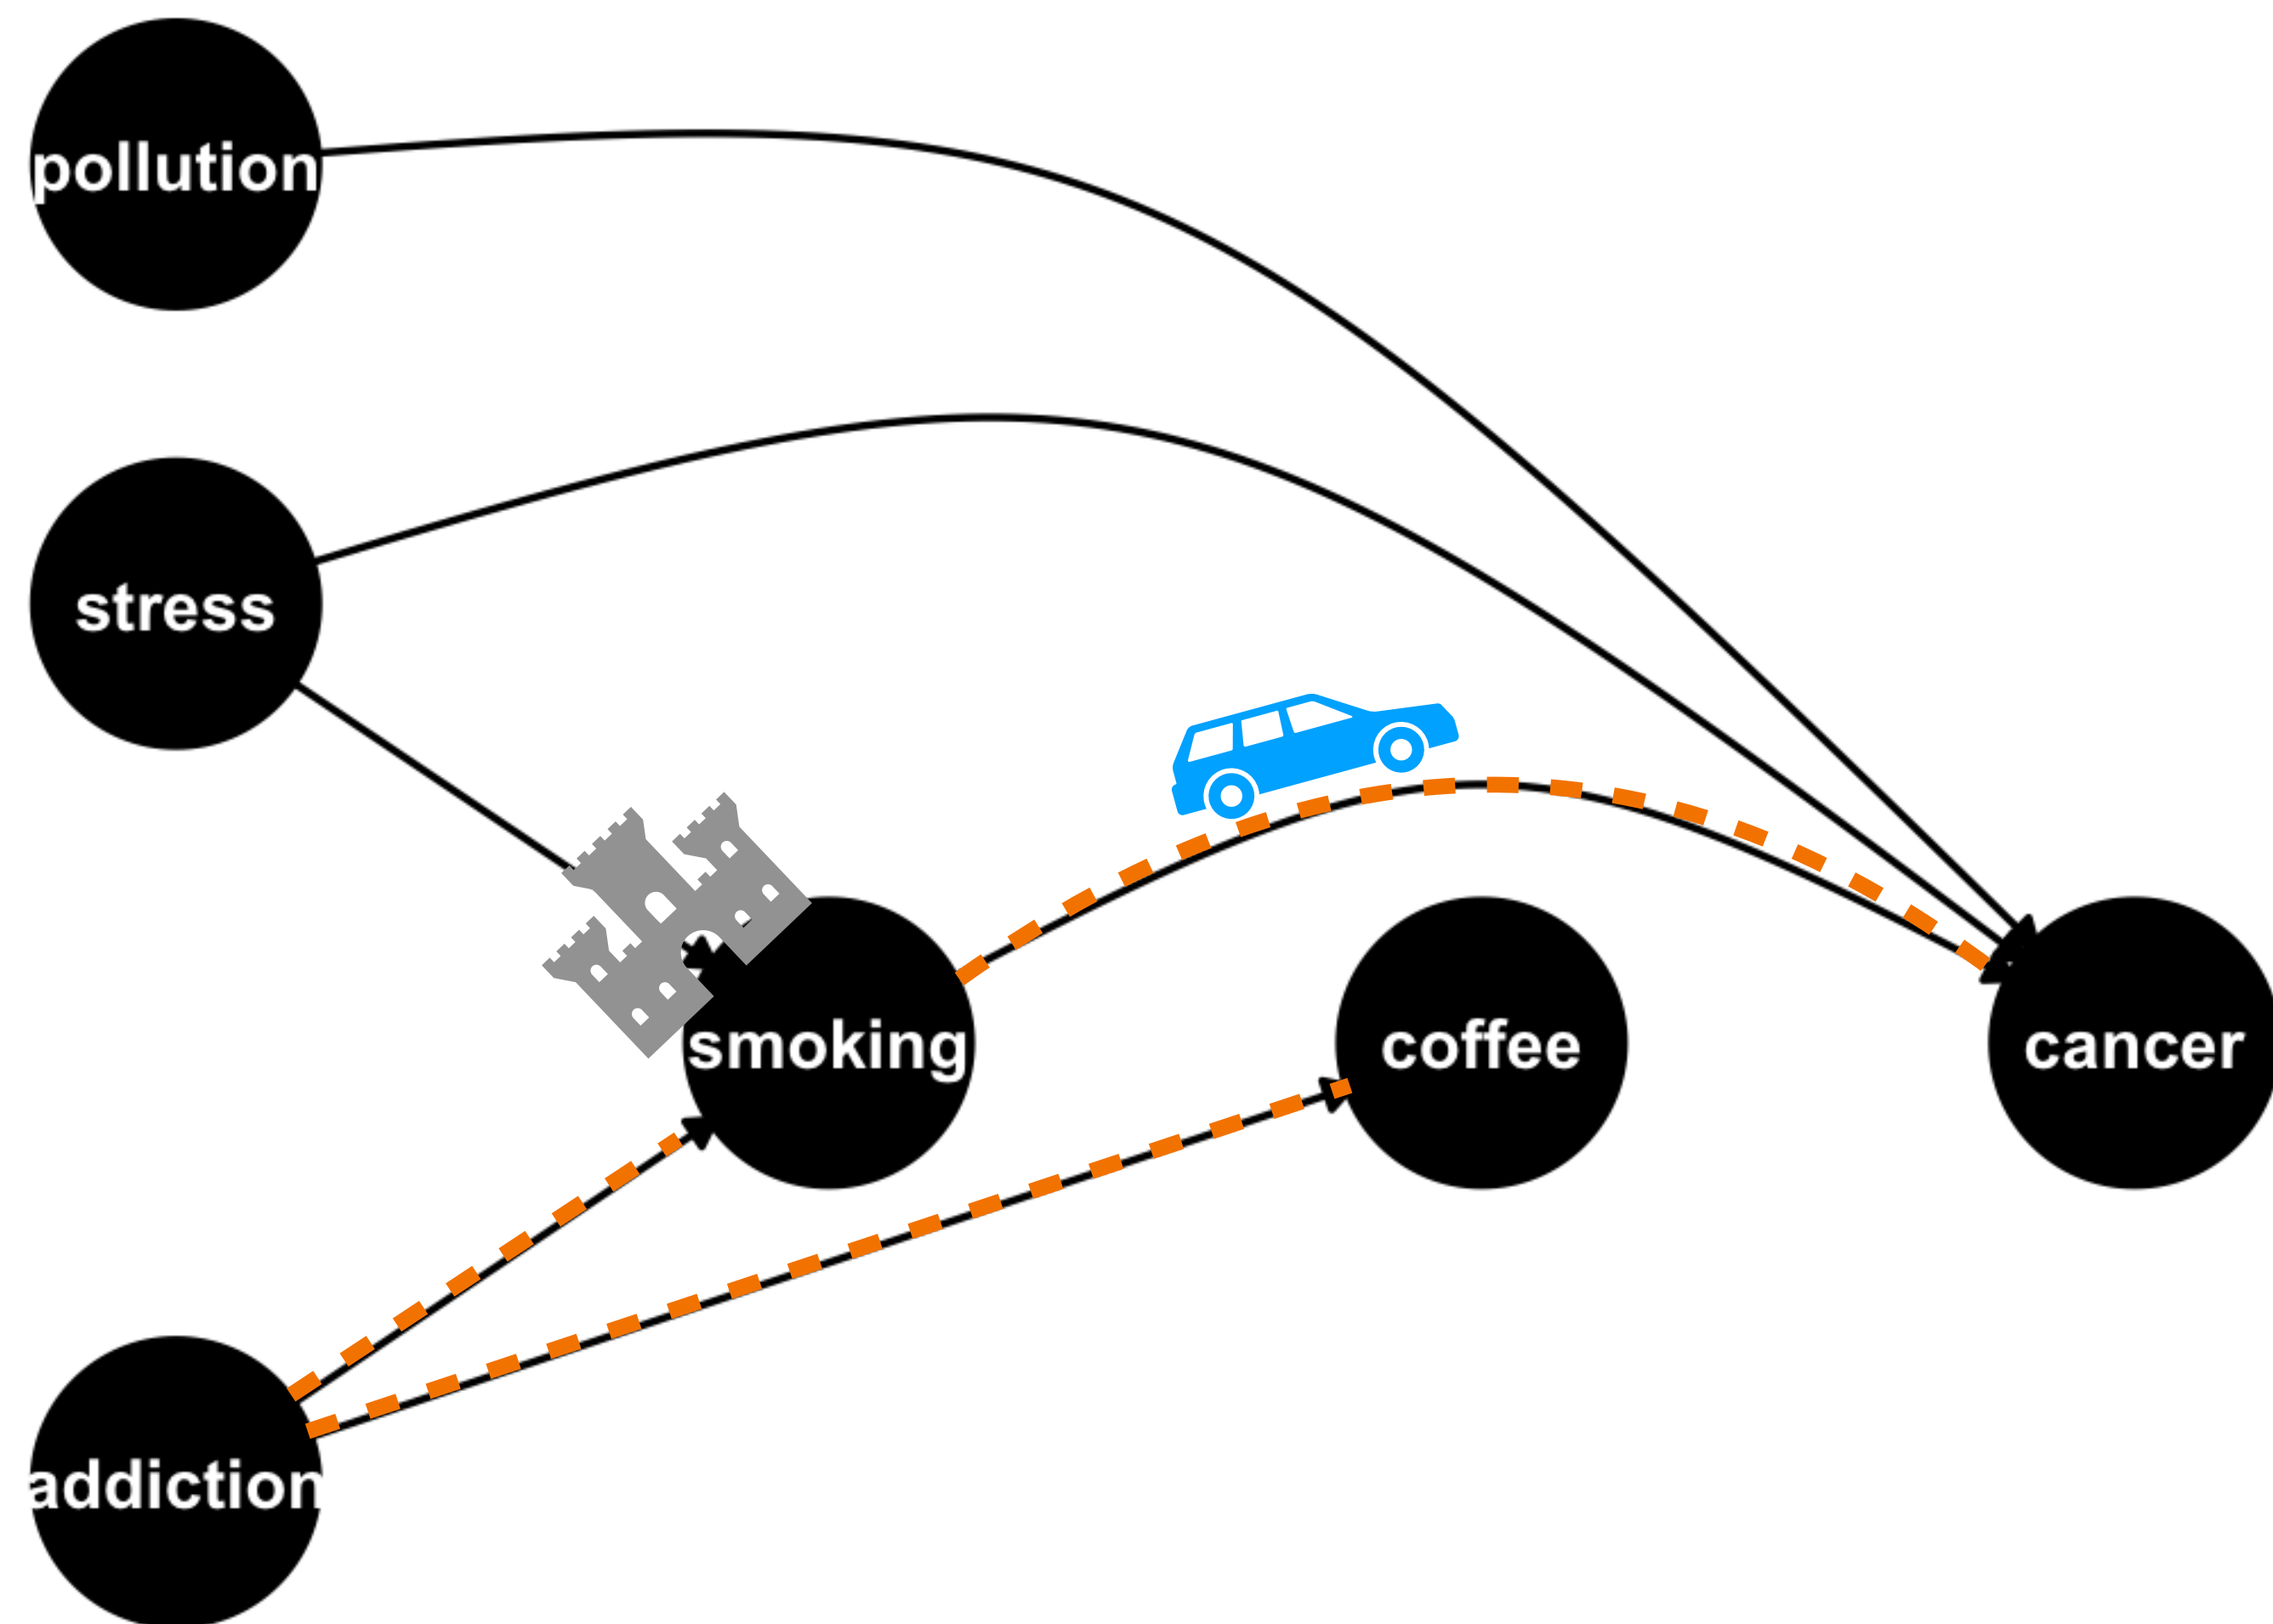 pollution
stress
smoking
coffee
cancer
addiction